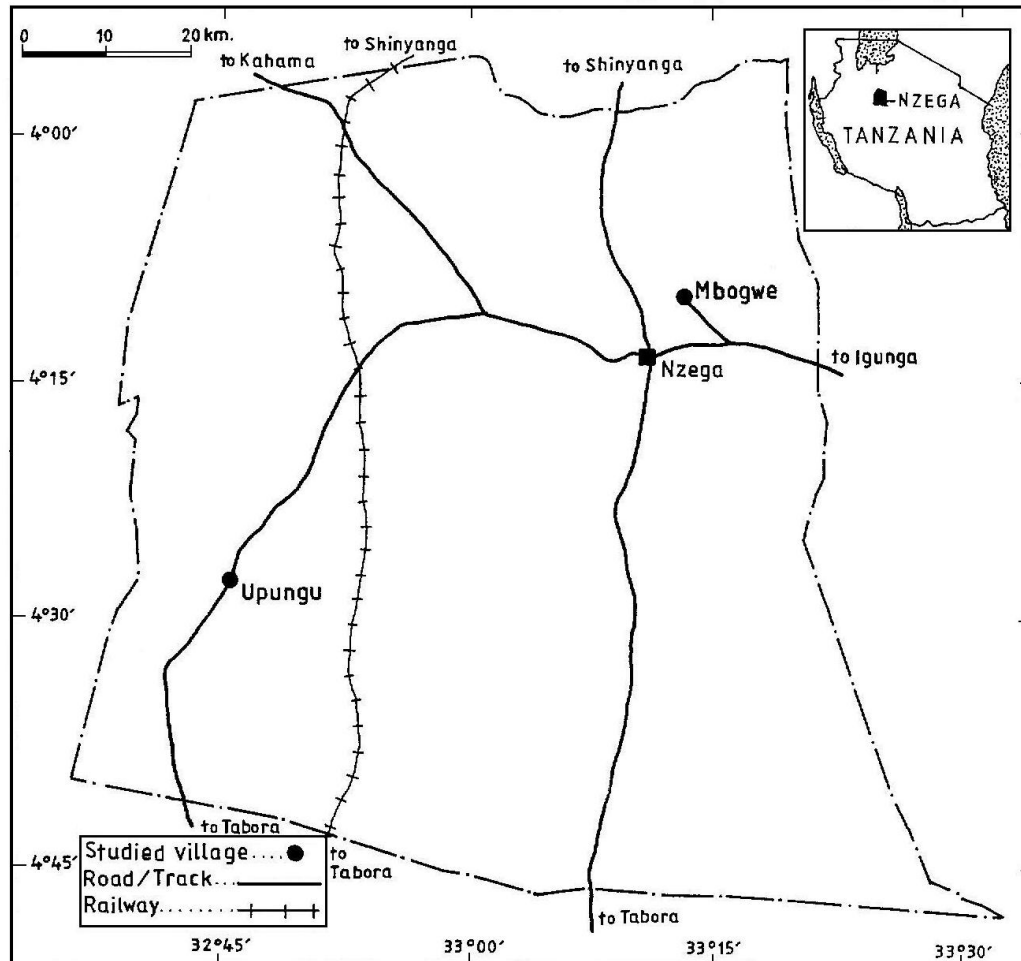 0 10 20 km.
to Shinyanga
to Kahama
to Shinyanga
NZEGA
TANZANIA
4°00′
Mbogwe
to Igunga
Nzega
4°15′
Upungu
4°30′
to Tabora
Studied village.....
Road/Track...
Railway........
to
Tabora
4°45′
to Tabora
32°45′ 33°00′ 33°15′ 33°30′